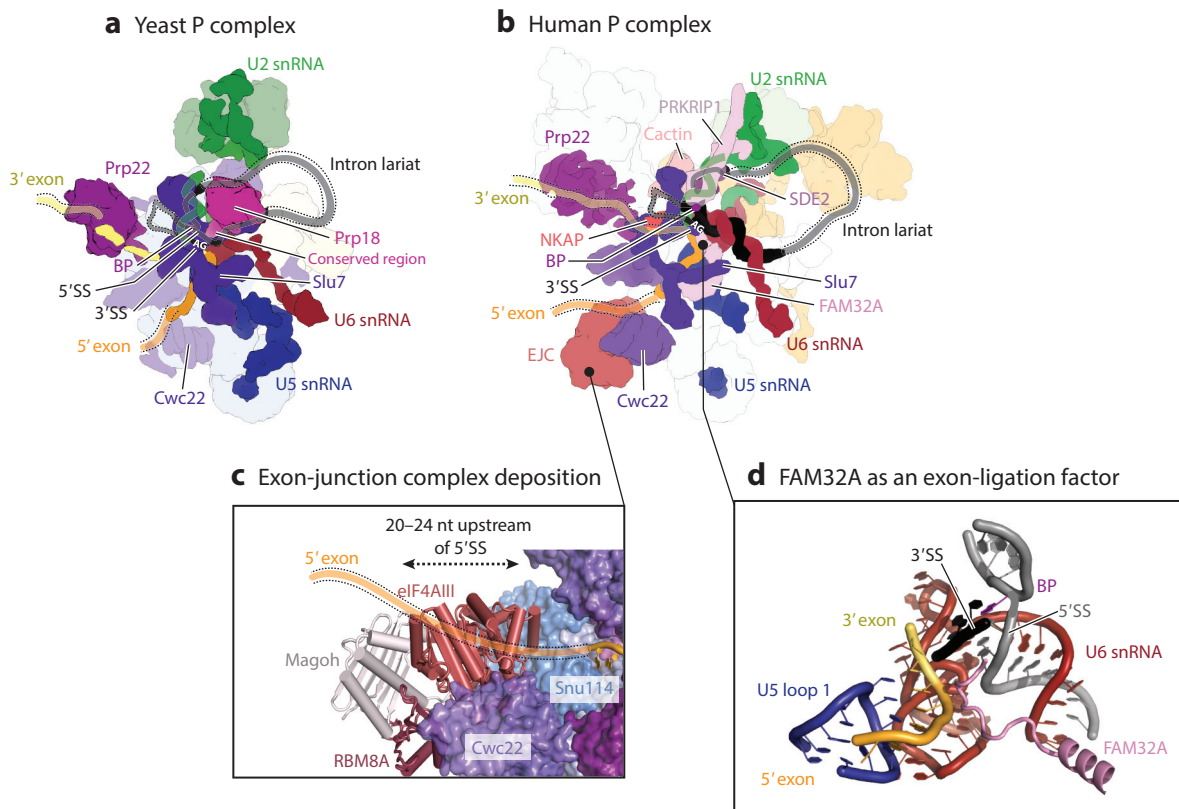 a Yeast P complex
U2 snRNA
Prp22
3′ exon
Intron lariat
AG
Prp18
Conserved region
BP
5′SS
3′SS
Slu7
U6 snRNA
5′ exon
Cwc22
U5 snRNA
b Human P complex
U2 snRNA
PRKRIP1
Cactin
Prp22
3′ exon
SDE2
AG
NKAP
Intron lariat
BP
3′SS
Slu7
FAM32A
5′ exon
U6 snRNA
EJC
Cwc22
U5 snRNA
c Exon-junction complex deposition
20–24 nt upstream
of 5′SS
5′ exon
eIF4AIII
Magoh
Snu114
Cwc22
RBM8A
d FAM32A as an exon-ligation factor
3′SS
BP
5′SS
3′ exon
U6 snRNA
U5 loop 1
FAM32A
5′ exon